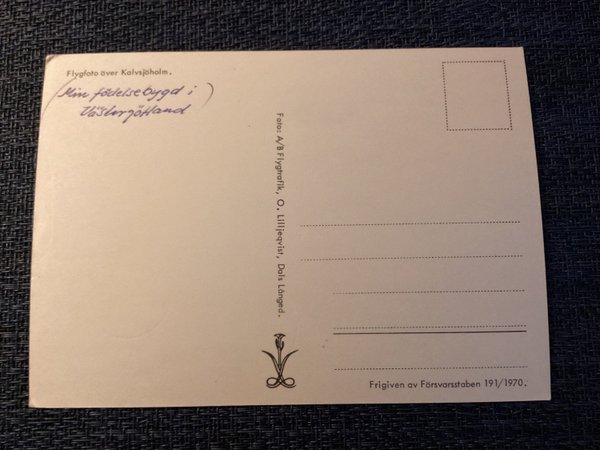 Flygfoto över Kalvsjöholm.
(Min födelsebygd i
Västergötland)
Foto: A/B Flygtrafik, O. Lilljeqvist, Dals Långed.
Frigiven av Försvarsstaben 191/1970.